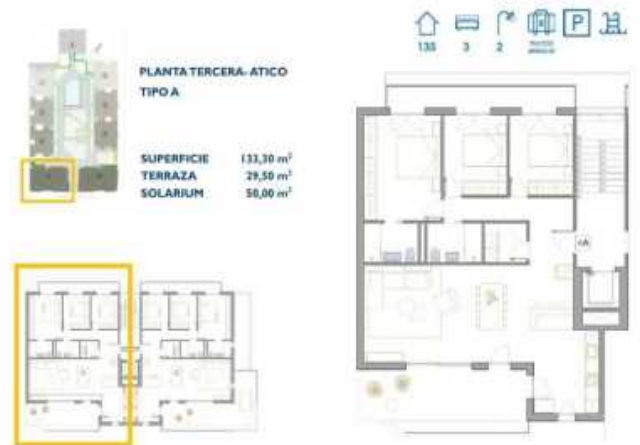 PLANTA TERCERA- ATICO
TIPO A
SUPERFICIE 133,30 m²
TERRAZA 29,50 m²
SOLARIUM 50,00 m²
135 3 2
P
<A